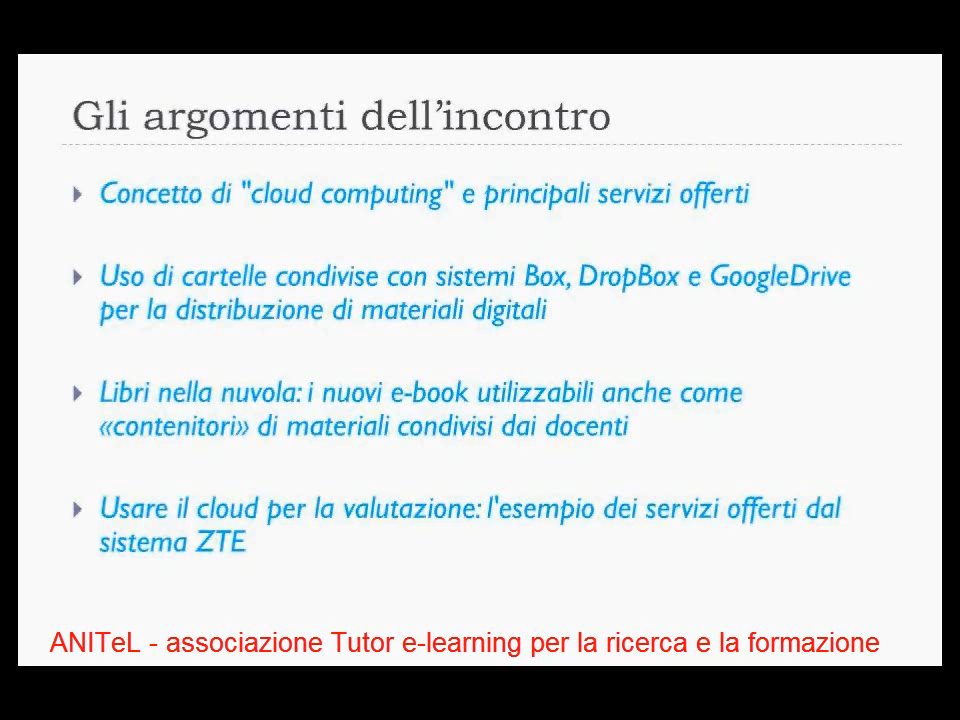 Gli argomenti dell’incontro
Concetto di "cloud computing" e principali servizi offerti
Uso di cartelle condivise con sistemi Box, DropBox e GoogleDrive
per la distribuzione di materiali digitali
Libri nella nuvola: i nuovi e-book utilizzabili anche come
«contenitori» di materiali condivisi dai docenti
Usare il cloud per la valutazione: l'esempio dei servizi offerti dal
sistema ZTE
ANITeL - associazione Tutor e-learning per la ricerca e la formazione